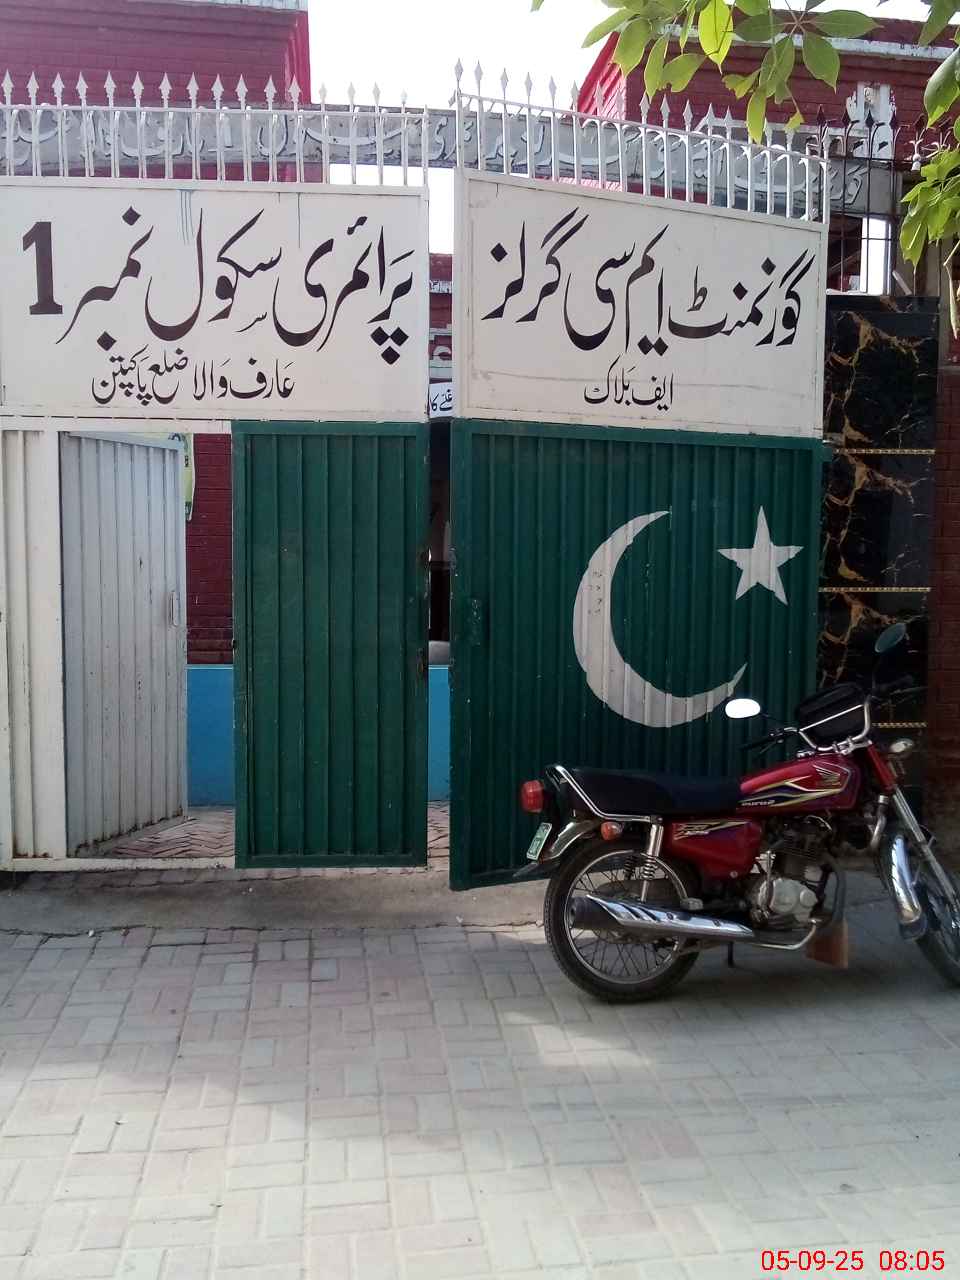 گورنمنٹ ایم سی گرلز پرائمری سکول نمبر 1
ایف بلاک عارف والا ضلع پاکپتن
05-09-25 08:05